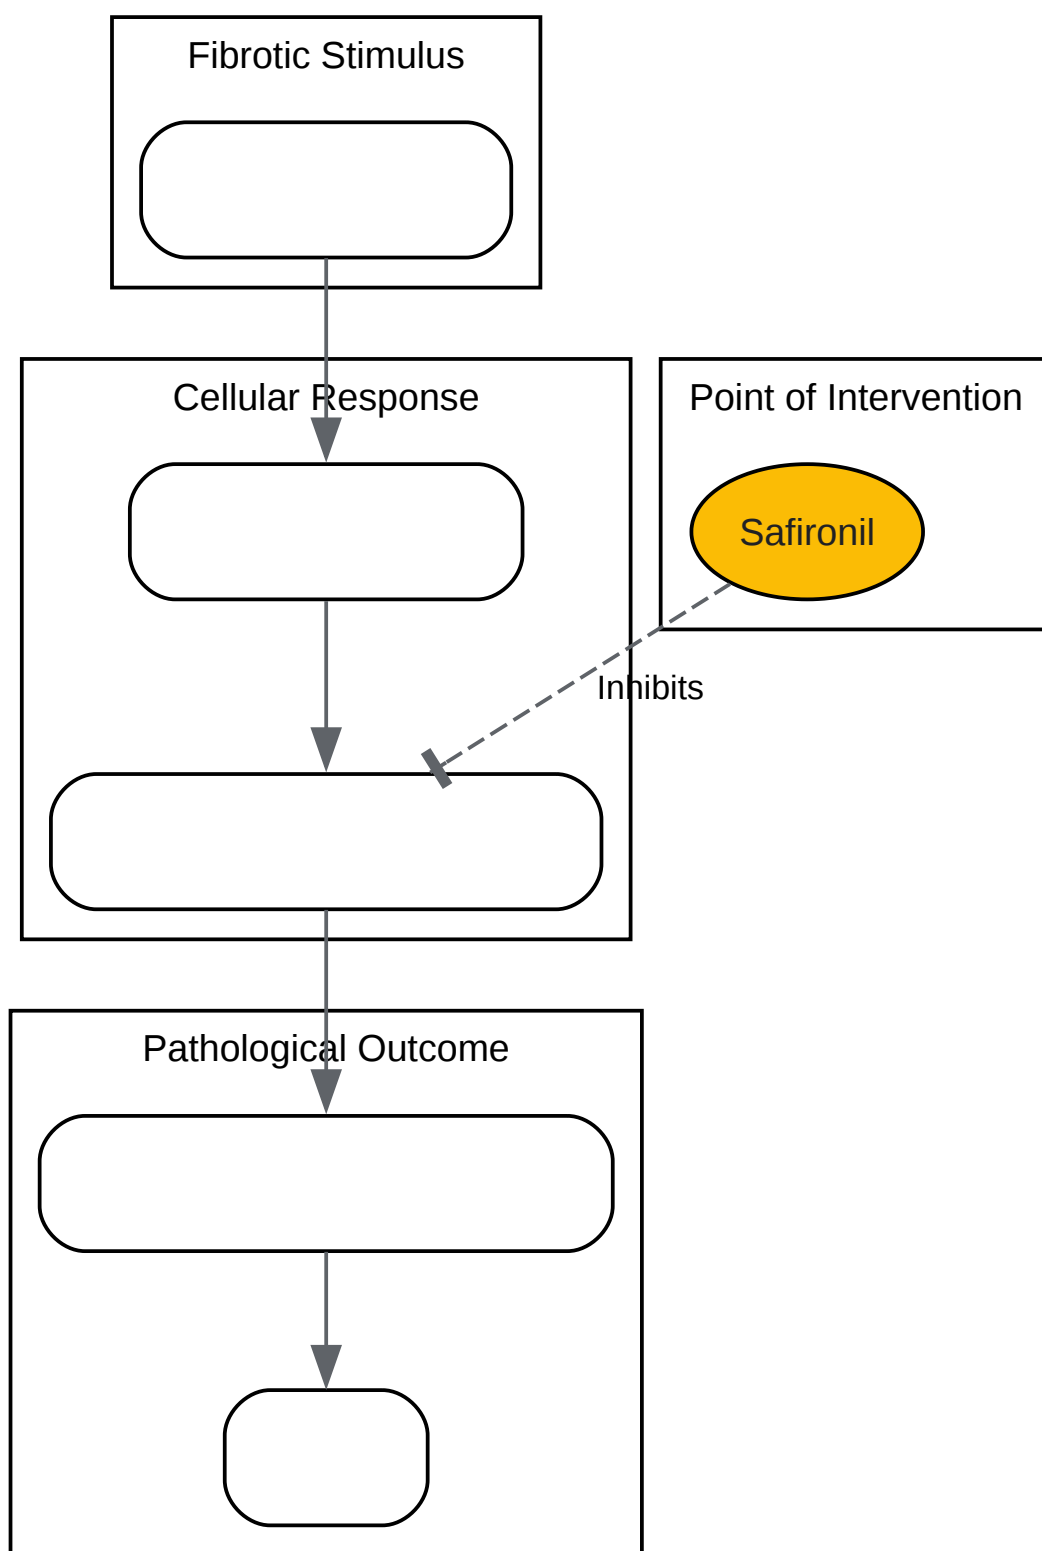 Fibrotic Stimulus
Cellular Response
Point of Intervention
Safironil
Inhibits
Pathological Outcome